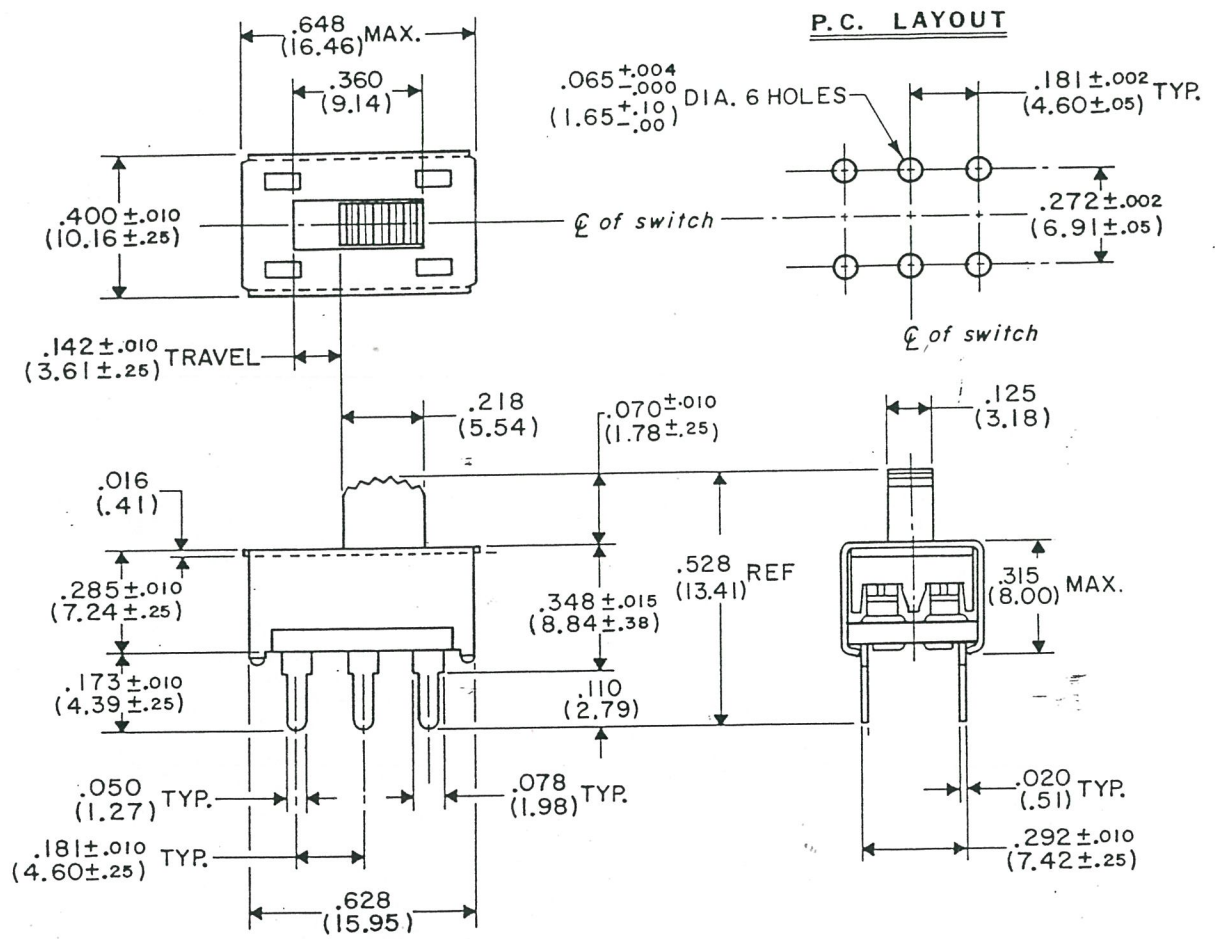 .648
(16.46) MAX.
.360
(9.14)
P.C. LAYOUT
.065 +.004
-.000
(1.65 +.10
-.00) DIA. 6 HOLES
.181±.002
(4.60±.05) TYP.
.400±.010
(10.16±.25)
℄ of switch
.272±.002
(6.91±.05)
℄ of switch
.142±.010
(3.61±.25) TRAVEL
.218
(5.54)
.070±.010
(1.78±.25)
.125
(3.18)
.016
(.41)
.285±.010
(7.24±.25)
.348±.015
(8.84±.38)
.528
(13.41) REF
.315
(8.00) MAX.
.173±.010
(4.39±.25)
.110
(2.79)
.050
(1.27) TYP.
.078
(1.98) TYP.
.020
(.51) TYP.
.181±.010
(4.60±.25) TYP.
.292±.010
(7.42±.25)
.628
(15.95)